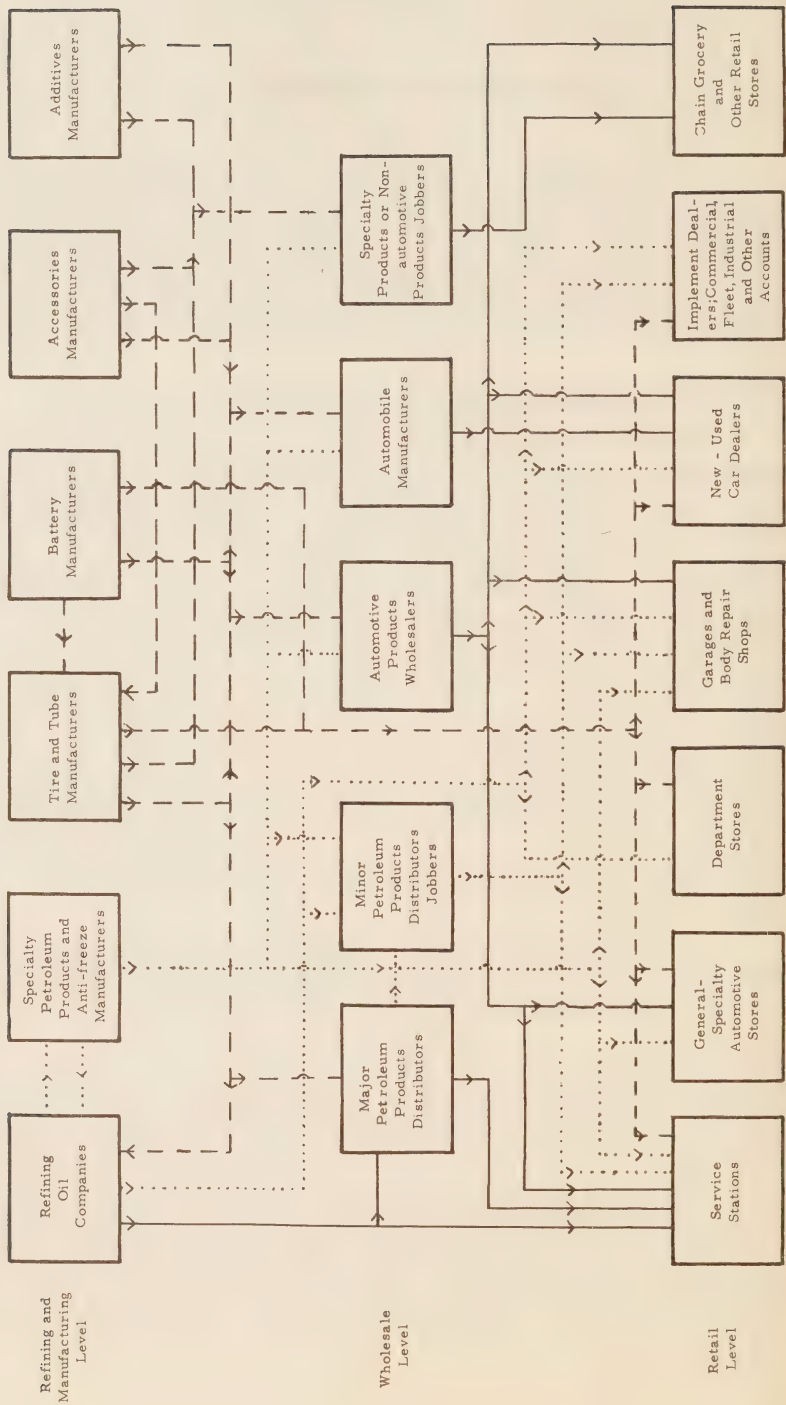 Refining and
Manufacturing
Level
Refining
Oil
Companies
Specialty
Petroleum
Products and
Anti-freeze
Manufacturers
Tire and Tube
Manufacturers
Battery
Manufacturers
Accessories
Manufacturers
Additives
Manufacturers
Wholesale
Level
Major
Petroleum
Products
Distributors
Minor
Petroleum
Products
Distributors
Jobbers
Automotive
Products
Wholesalers
Automobile
Manufacturers
Specialty
Products or Non-
automotive
Products Jobbers
Retail
Level
Service
Stations
General-
Specialty
Automotive
Stores
Department
Stores
Garages and
Body Repair
Shops
New - Used
Car Dealers
Implement Deal-
ers;Commercial,
Fleet, Industrial
and Other
Accounts
Chain Grocery
and
Other Retail
Stores